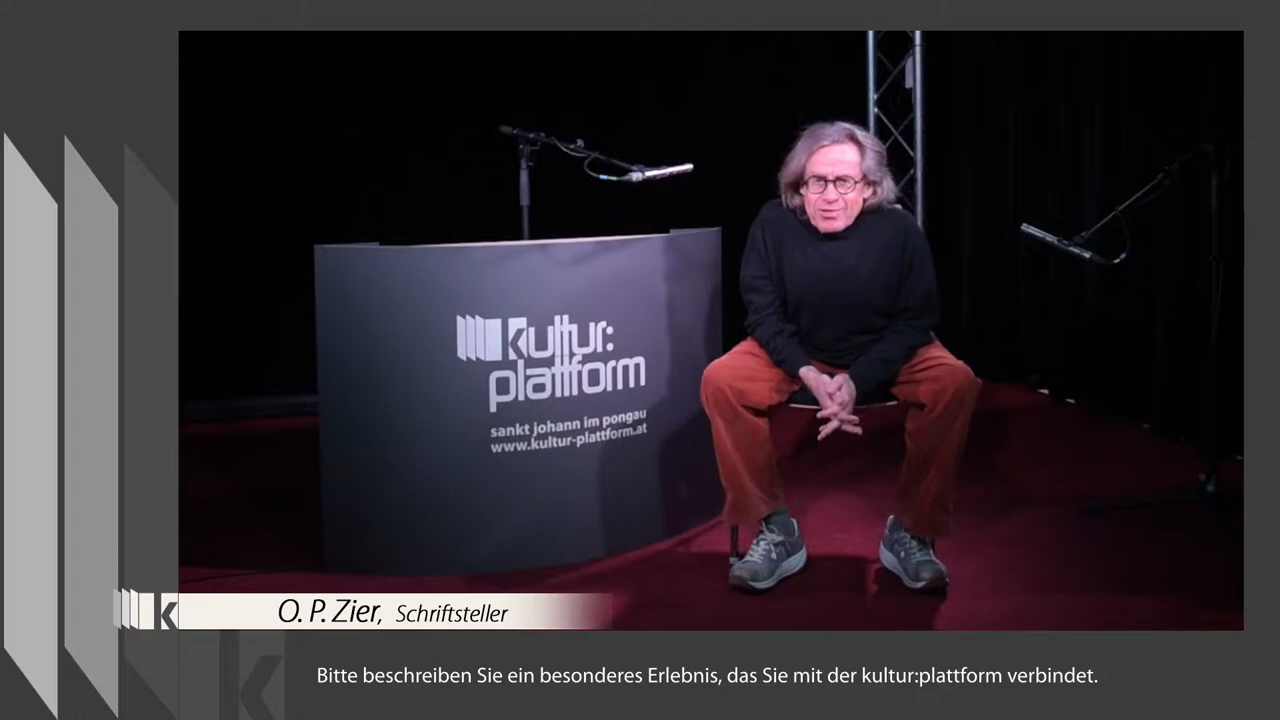 kultur:
plattform
sankt johann im pongau
www.kultur-plattform.at
O. P. Zier, Schriftsteller
Bitte beschreiben Sie ein besonderes Erlebnis, das Sie mit der kultur:plattform verbindet.